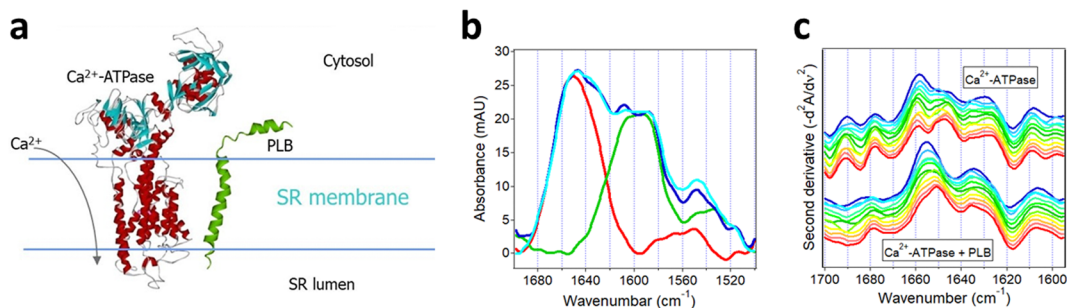 a
Ca2+-ATPase
Cytosol
Ca2+
PLB
SR membrane
SR lumen
b
Absorbance (mAU)
30
25
20
15
10
5
0
1680
1640
1600
1560
1520
Wavenumbar (cm-1)
c
Second derivative (-d2A/dv2)
Ca2+-ATPase
Ca2+-ATPase + PLB
1700
1680
1660
1640
1620
1600
Wavenumber (cm-1)